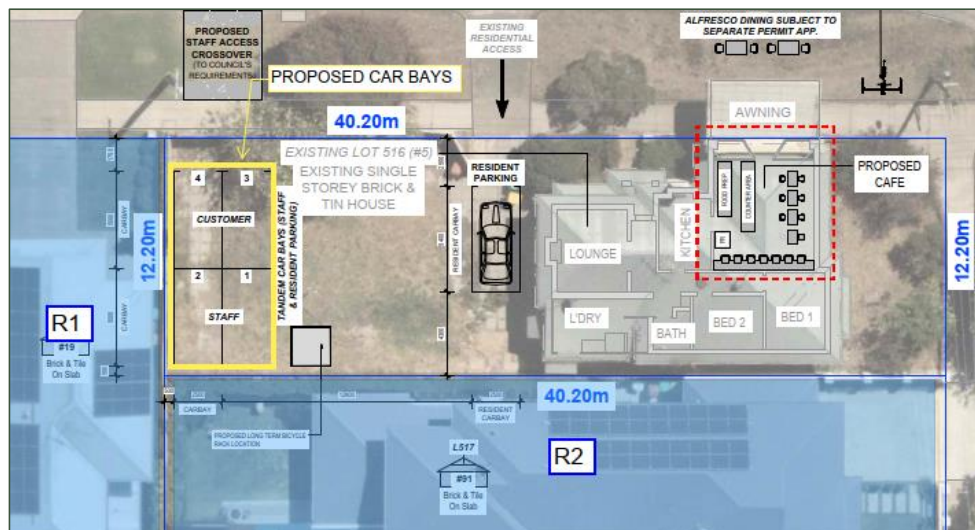 PROPOSED
STAFF ACCESS
CROSSOVER
(TO COUNCIL'S
REQUIREMENTS)
EXISTING
RESIDENTIAL
ACCESS
ALFRESCO DINING SUBJECT TO
SEPARATE PERMIT APP.
PROPOSED CAR BAYS
AWNING
40.20m
EXISTING LOT 516 (#5)
EXISTING SINGLE
STOREY BRICK &
TIN HOUSE
RESIDENT
PARKING
PROPOSED
CAFE
4
3
CUSTOMER
2
1
STAFF
TANDEM CAR BAYS (STAFF
& RESIDENT PARKING)
CARBAY
CARBAY
12.20m
RESIDENT CARBAY
LOUNGE
KITCHEN
FOOD PREP
COUNTER AREA
L'DRY
BATH
BED 2
BED 1
12.20m
R1
#19
Brick & Tile
On Slab
CARBAY
RESIDENT
CARBAY
40.20m
PROPOSED LONG TERM BICYCLE
RACK LOCATION
L517
#91
Brick & Tile
On Slab
R2